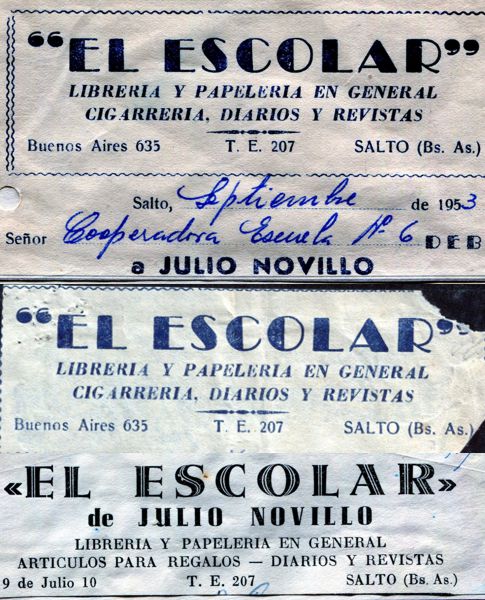 “EL ESCOLAR”
LIBRERIA Y PAPELERIA EN GENERAL
CIGARRERIA, DIARIOS Y REVISTAS
Buenos Aires 635 T. E. 207 SALTO (Bs. As.)
Salto, Septiembre de 1953
Señor Cooperadora Escuela Nº 6 DEB
a JULIO NOVILLO
“EL ESCOLAR”
LIBRERIA Y PAPELERIA EN GENERAL
CIGARRERIA, DIARIOS Y REVISTAS
Buenos Aires 635 T. E. 207 SALTO (Bs. As.)
«EL ESCOLAR»
de JULIO NOVILLO
LIBRERIA Y PAPELERIA EN GENERAL
ARTICULOS PARA REGALOS — DIARIOS Y REVISTAS
9 de Julio 10 T. E. 207 SALTO (Bs. As.)